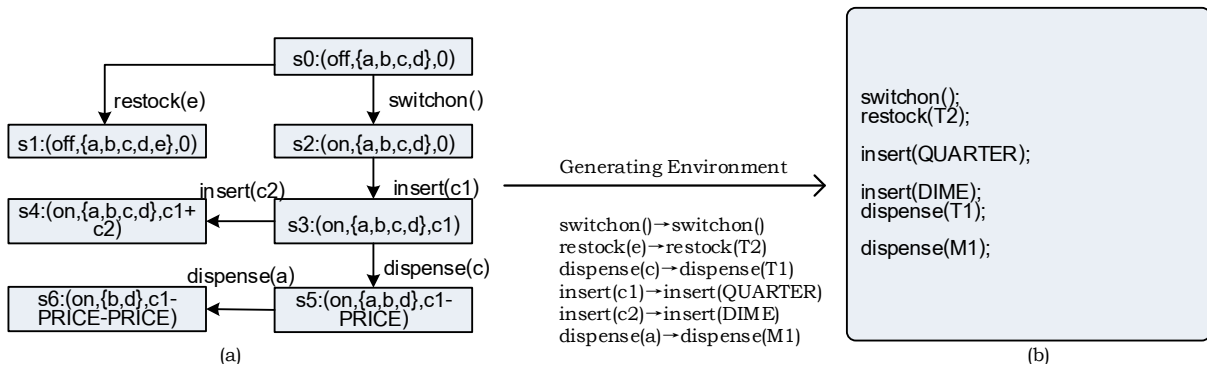 s0:(off,{a,b,c,d},0)
restock(e)
switchon()
s1:(off,{a,b,c,d,e},0)
s2:(on,{a,b,c,d},0)
insert(c2)
insert(c1)
s4:(on,{a,b,c,d},c1+
c2)
s3:(on,{a,b,c,d},c1)
dispense(a)
dispense(c)
s6:(on,{b,d},c1-
PRICE-PRICE)
s5:(on,{a,b,d},c1-
PRICE)
(a)
Generating Environment
switchon()→switchon()
restock(e)→restock(T2)
dispense(c)→dispense(T1)
insert(c1)→insert(QUARTER)
insert(c2)→insert(DIME)
dispense(a)→dispense(M1)
switchon();
restock(T2);
insert(QUARTER);
insert(DIME);
dispense(T1);
dispense(M1);
(b)